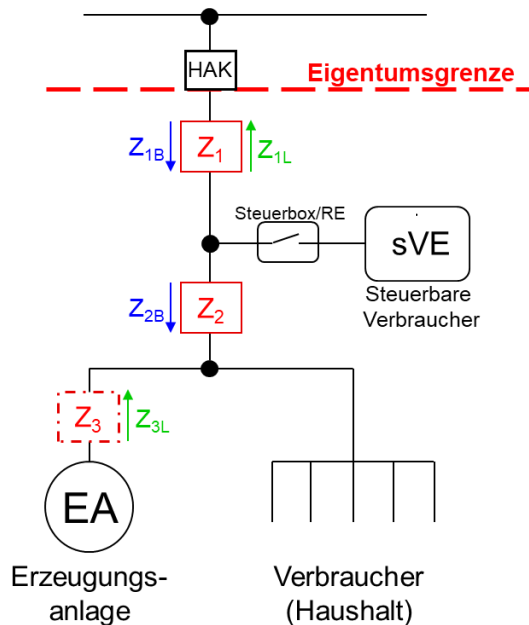 HAK
Eigentumsgrenze
Z1B
Z1
Z1L
Steuerbox/RE
sVE
Steuerbare
Verbraucher
Z2B
Z2
Z3
Z3L
EA
Erzeugungs-
anlage
Verbraucher
(Haushalt)